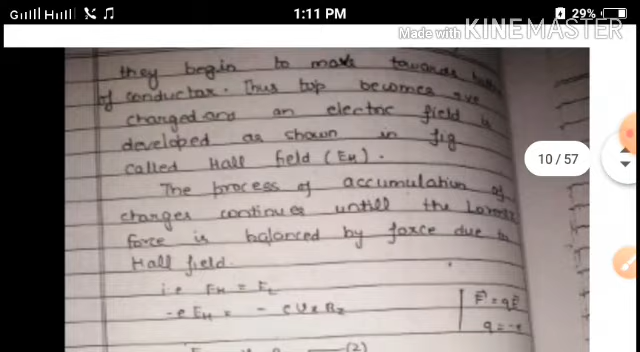 1:11 PM
29%
Made with KINEMASTER
they begin to move towards
of conductor. Thus top becomes +ve
charged and an electric field is
developed as shown in fig
called Hall field (EH).
The process of accumulation of
charges continues untill the Lorentz
force is balanced by force due to
Hall field.
i.e FH = FL
-e EH = - e Vx Bz
F = qE
q = -e
(2)
10 / 57